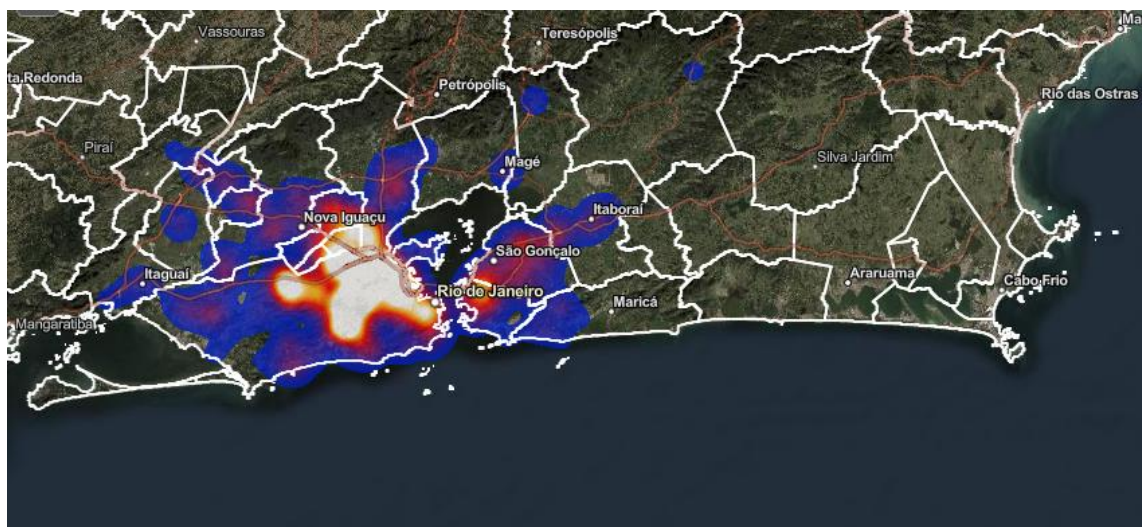 Ma
Teresópolis
Vassouras
ta Redonda
Petrópolis
Rio das Ostras
Piraí
Silva Jardim
Magé
Itaboraí
Nova Iguaçu
São Gonçalo
Itaguaí
Araruama
Cabo Frio
Rio de Janeiro
Maricá
Mangaratiba